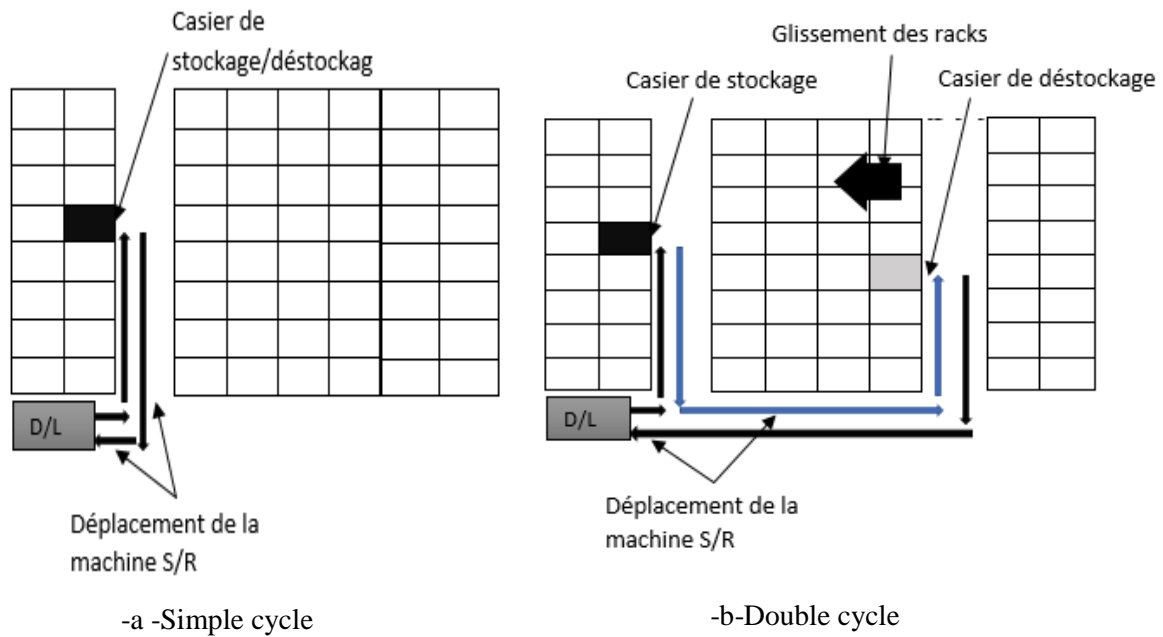 Casier de
stockage/déstockag
D/L
Déplacement de la
machine S/R
-a -Simple cycle
Glissement des racks
Casier de stockage
Casier de déstockage
D/L
Déplacement de la
machine S/R
-b-Double cycle